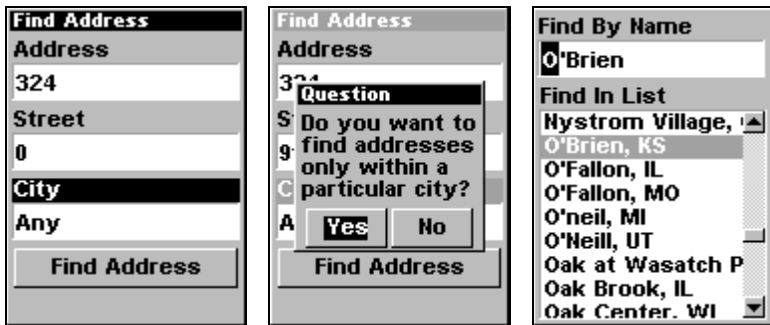 Find Address
Address
324
Street
0
City
Any
Find Address
Find Address
Address
Question
Do you want to
find addresses
only within a
particular city?
Yes
No
Find Address
Find By Name
O'Brien
Find In List
Nystrom Village,
O'Brien, KS
O'Fallon, IL
O'Fallon, MO
O'neil, MI
O'Neill, UT
Oak at Wasatch P
Oak Brook, IL
Oak Center, WI